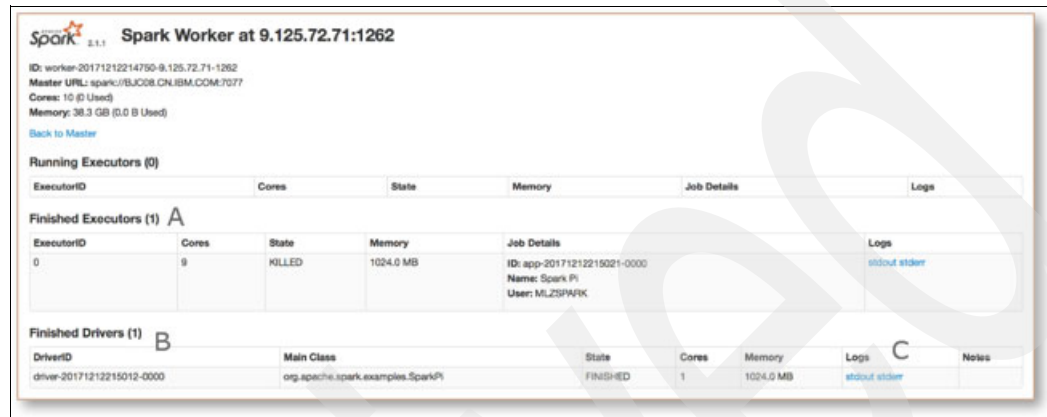 Spark 2.1.1 Spark Worker at 9.125.72.71:1262
ID: worker-20171212214750-9.125.72.71-1262
Master URL: spark://BJC08.CN.IBM.COM:7077
Cores: 10 (0 Used)
Memory: 38.3 GB (0.0 B Used)
Back to Master
Running Executors (0)
ExecutorID Cores State Memory Job Details Logs
Finished Executors (1) A
ExecutorID Cores State Memory Job Details Logs
0 9 KILLED 1024.0 MB ID: app-20171212215021-0000 stdout stderr
Name: Spark Pi
User: MLZSPARK
Finished Drivers (1) B
DriverID Main Class State Cores Memory Logs C Notes
driver-20171212215012-0000 org.apache.spark.examples.SparkPi FINISHED 1 1024.0 MB stdout stderr